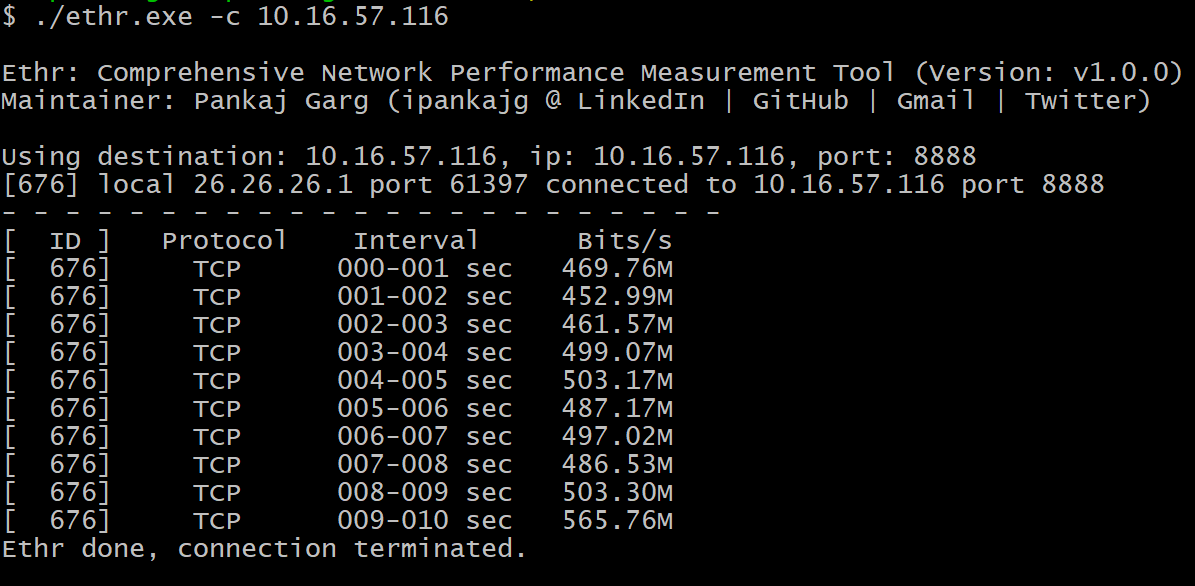 $ ./ethr.exe -c 10.16.57.116
Ethr: Comprehensive Network Performance Measurement Tool (Version: v1.0.0)
Maintainer: Pankaj Garg (ipankajg @ LinkedIn | GitHub | Gmail | Twitter)
Using destination: 10.16.57.116, ip: 10.16.57.116, port: 8888
[676] local 26.26.26.1 port 61397 connected to 10.16.57.116 port 8888
- - - - - - - - - - - - - - - - - - - - - - -
[  ID ]   Protocol    Interval      Bits/s
[  676]     TCP      000-001 sec   469.76M
[  676]     TCP      001-002 sec   452.99M
[  676]     TCP      002-003 sec   461.57M
[  676]     TCP      003-004 sec   499.07M
[  676]     TCP      004-005 sec   503.17M
[  676]     TCP      005-006 sec   487.17M
[  676]     TCP      006-007 sec   497.02M
[  676]     TCP      007-008 sec   486.53M
[  676]     TCP      008-009 sec   503.30M
[  676]     TCP      009-010 sec   565.76M
Ethr done, connection terminated.